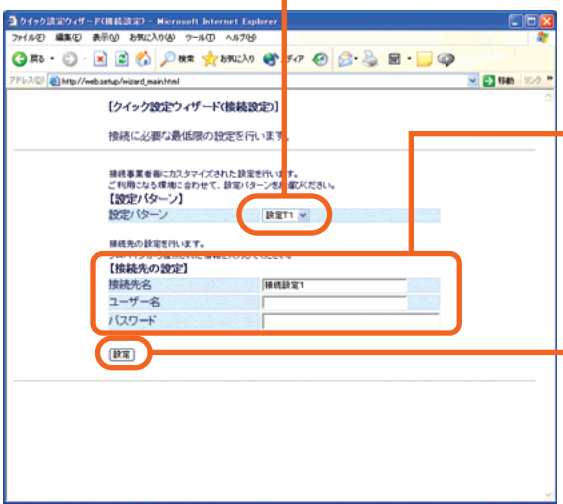 クイック設定ウィザード(接続設定) - Microsoft Internet Explorer
ファイル(F) 編集(E) 表示(V) お気に入り(A) ツール(T) ヘルプ(H)
戻る 検索 お気に入り メディア
アドレス(D) http://web.setup/wizard_main.html 移動 リンク
[クイック設定ウィザード(接続設定)]
接続に必要な最低限の設定を行います。
接続事業者毎にカスタマイズされた設定を行います。
ご利用になる環境に合わせて、設定パターンをお選びください。
【設定パターン】
設定パターン 設定T1
接続先の設定を行います。
【接続先の設定】
接続先名 接続設定1
ユーザー名
パスワード
設定